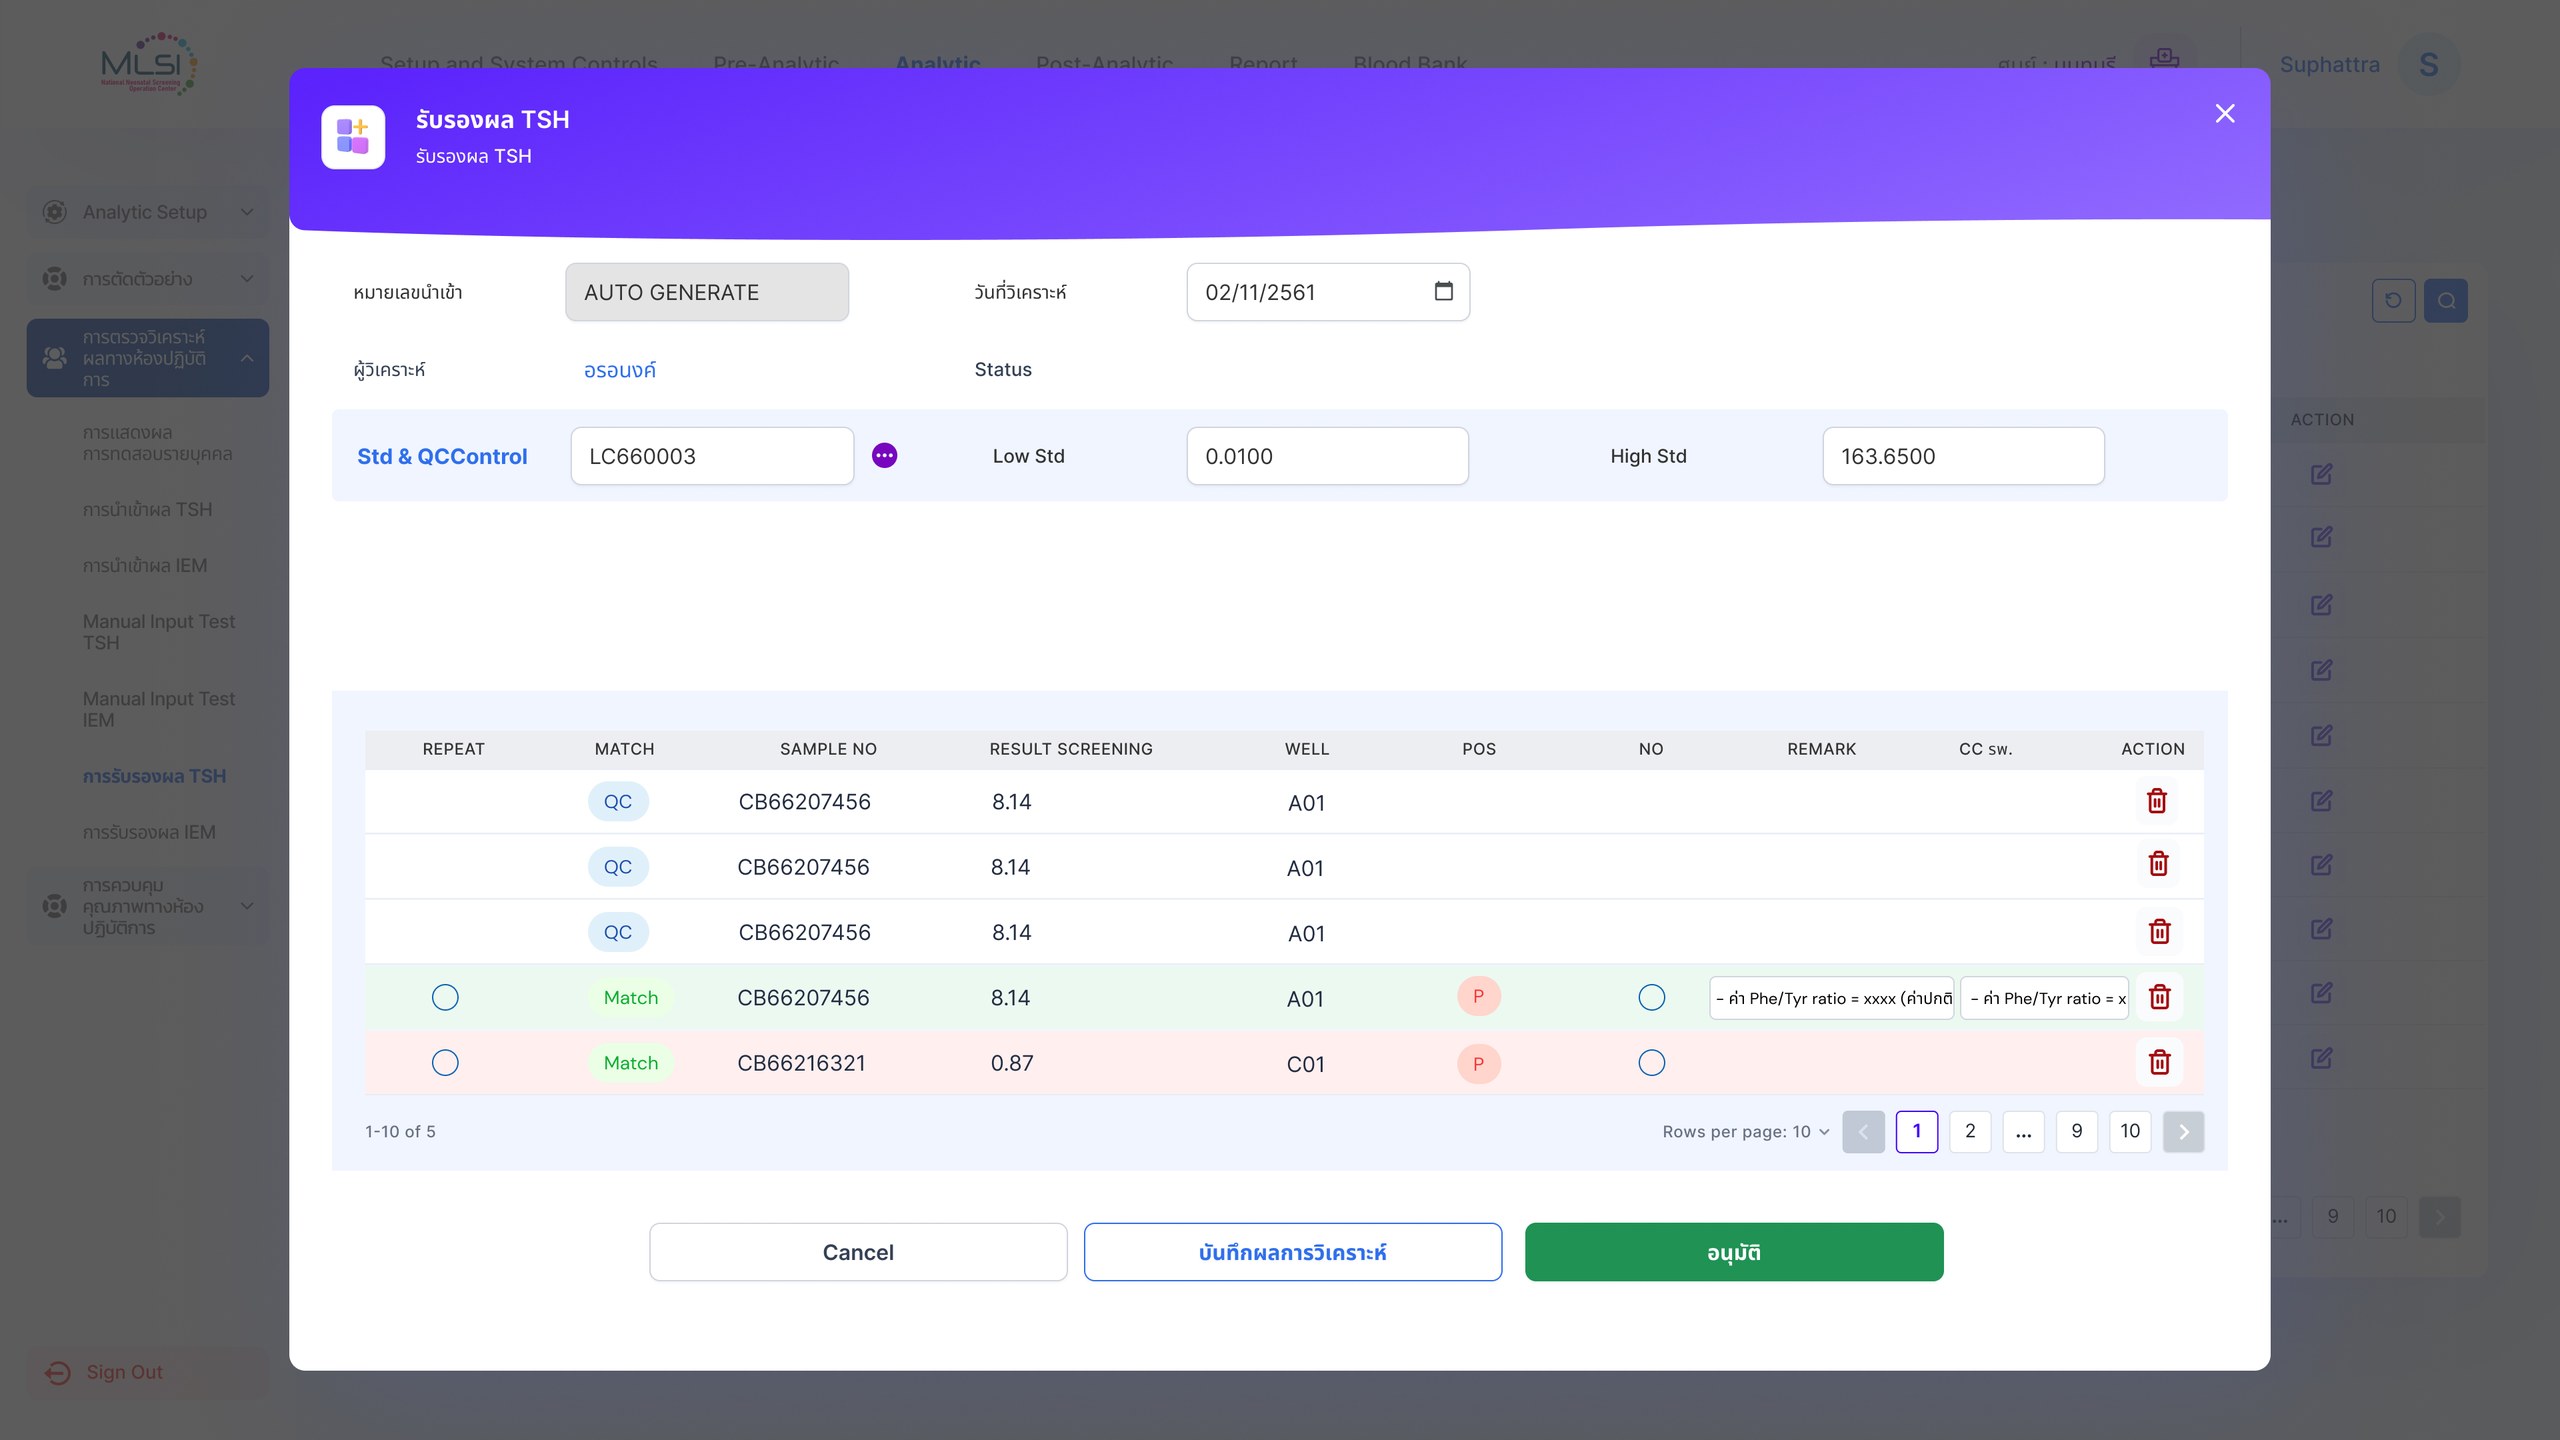 MLSI
National Neonatal Screening
Operation Center
Setup and System Controls Pre-Analytic Analytic Post-Analytic Report Blood Bank
ศูนย์ : นนทบุรี Suphattra S
รับรองผล TSH
รับรองผล TSH
Analytic Setup
การตัดตัวอย่าง
การตรวจวิเคราะห์
ผลทางห้องปฏิบัติ
การ
การแสดงผล
การทดสอบรายบุคคล
การนำเข้าผล TSH
การนำเข้าผล IEM
Manual Input Test
TSH
Manual Input Test
IEM
การรับรองผล TSH
การรับรองผล IEM
การควบคุม
คุณภาพทางห้อง
ปฏิบัติการ
Sign Out
หมายเลขนำเข้า AUTO GENERATE วันที่วิเคราะห์ 02/11/2561
ผู้วิเคราะห์ อรอนงค์ Status
Std & QCControl LC660003 Low Std 0.0100 High Std 163.6500
REPEAT MATCH SAMPLE NO RESULT SCREENING WELL POS NO REMARK CC รพ. ACTION
QC CB66207456 8.14 A01
QC CB66207456 8.14 A01
QC CB66207456 8.14 A01
Match CB66207456 8.14 A01 P - ค่า Phe/Tyr ratio = xxxx (ค่าปกติ - ค่า Phe/Tyr ratio = x
Match CB66216321 0.87 C01 P
1-10 of 5 Rows per page: 10 1 2 ... 9 10
Cancel บันทึกผลการวิเคราะห์ อนุมัติ
ACTION
... 9 10